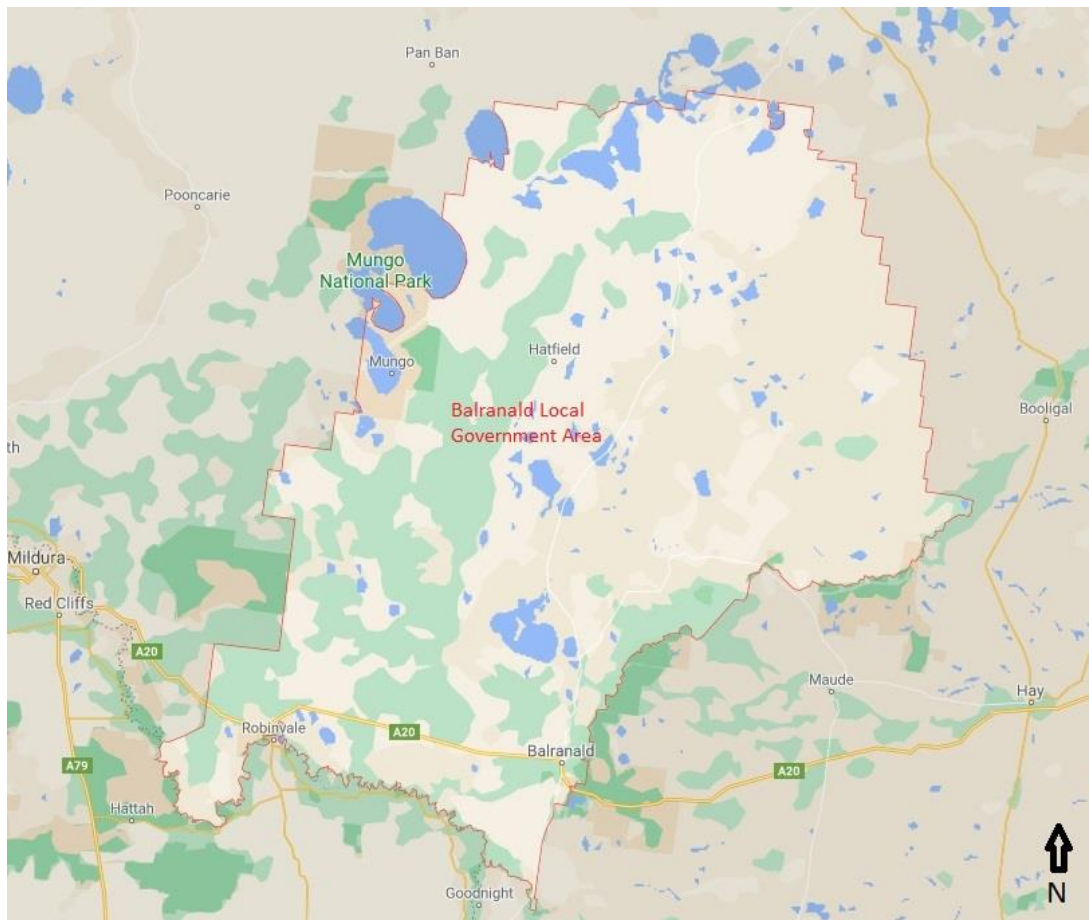 Pan Ban
Pooncarie
Mungo
National Park
Mungo
Hatfield
Balranald Local
Government Area
Booligal
th
Mildura
Red Cliffs
A20
Maude
Hay
Robinvale
A20
Balranald
A79
A20
Hattah
Goodnight
N